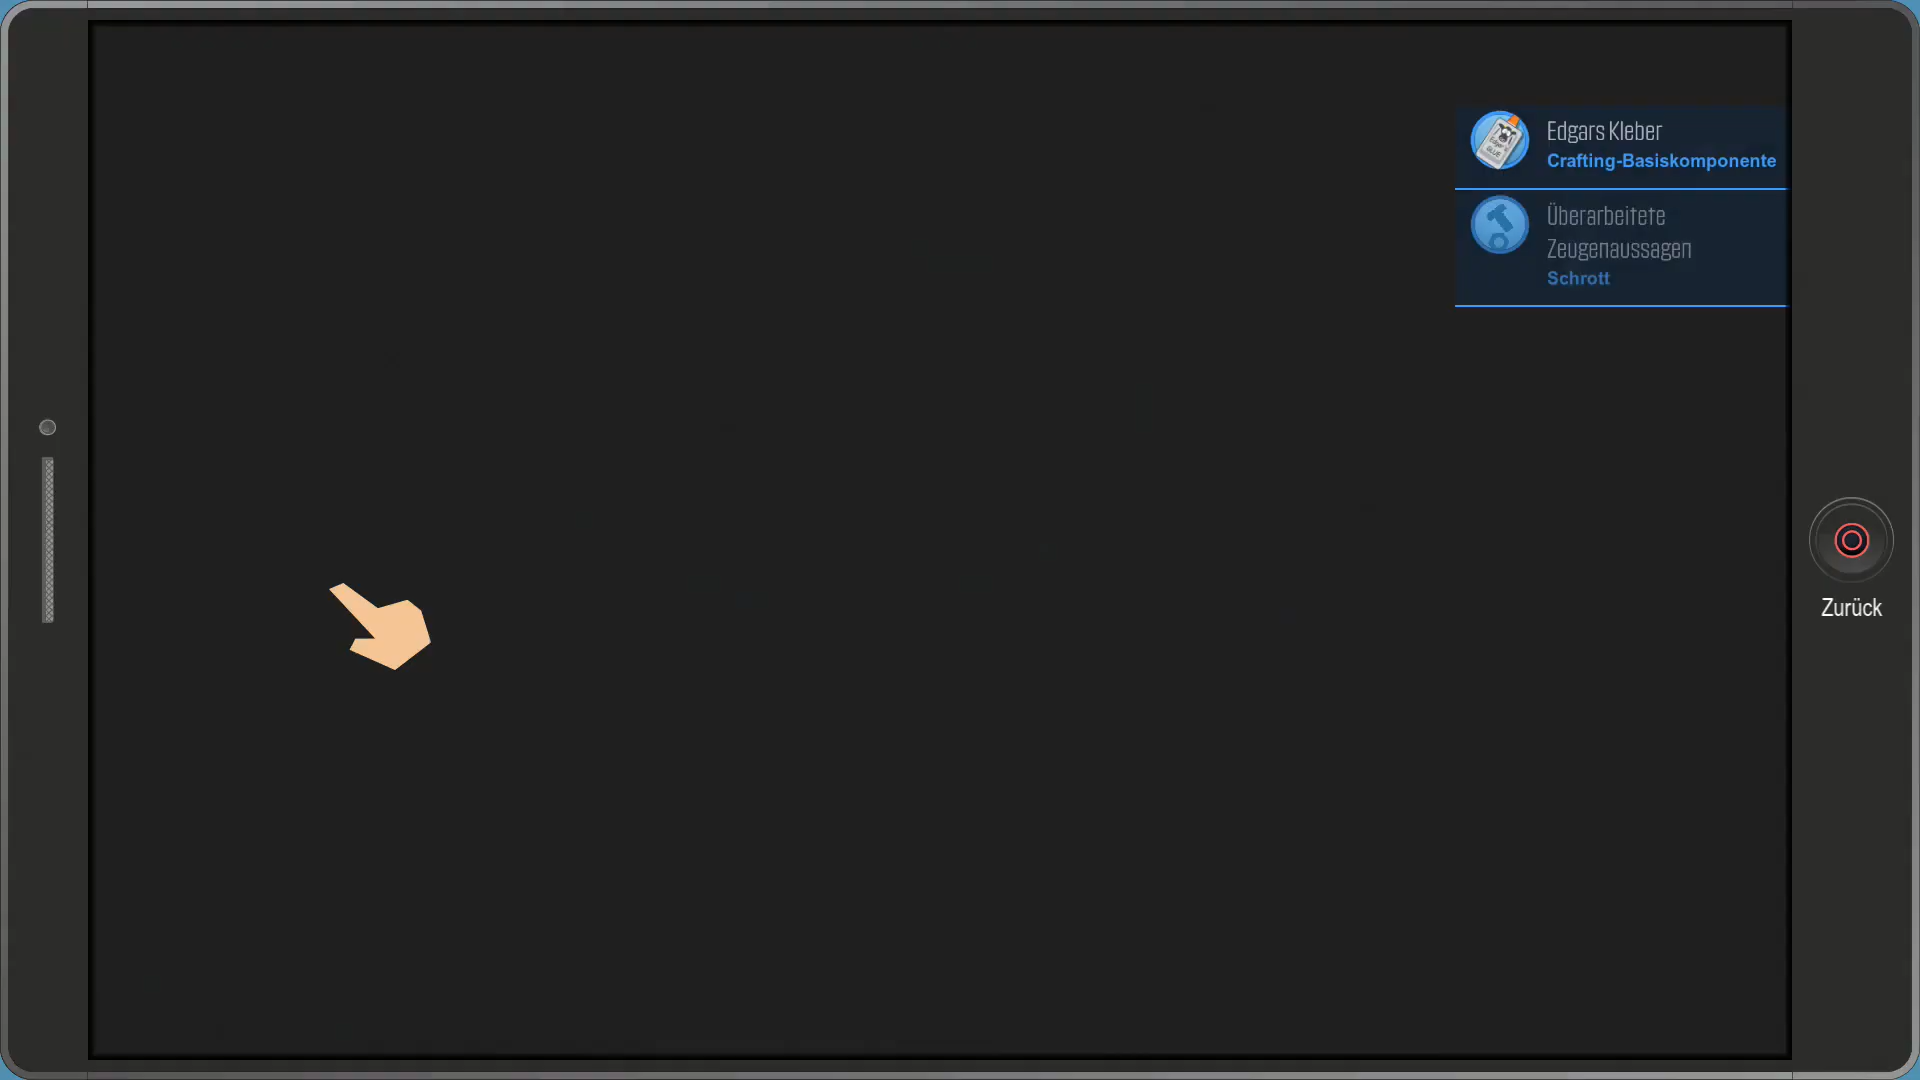 Edgars Kleber
Crafting-Basiskomponente
Überarbeitete
Zeugenaussagen
Schrott
Zurück